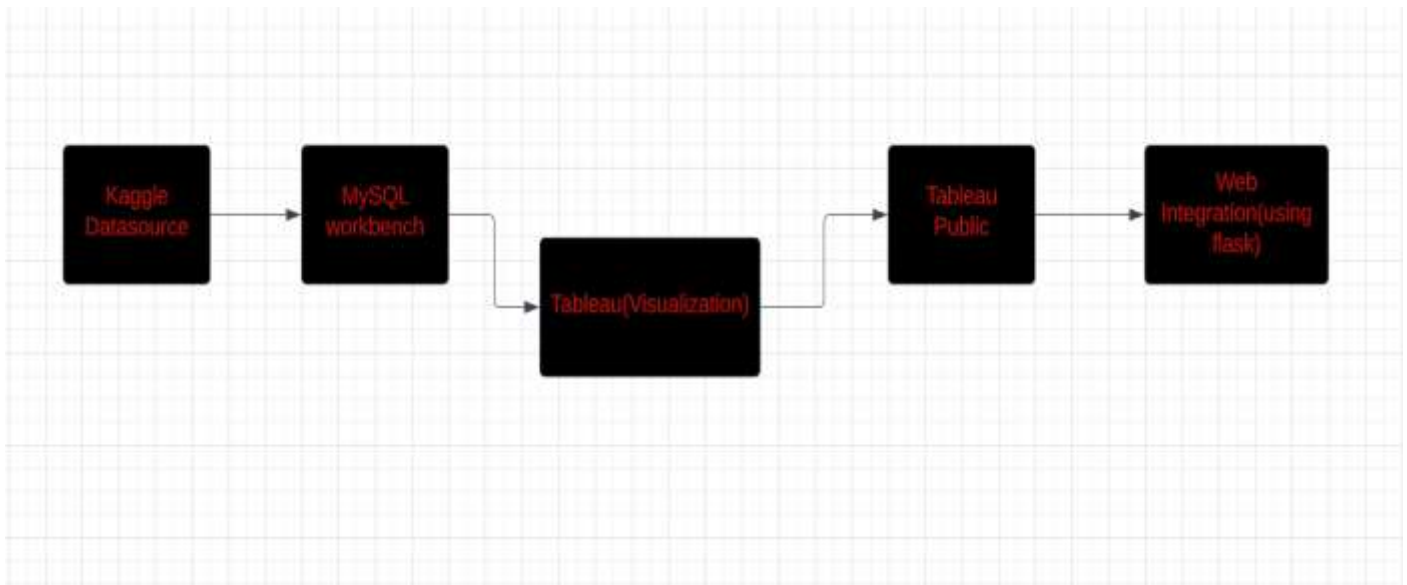 Kaggle
Datasource
MySQL
workbench
Tableau(Visualization)
Tableau
Public
Web
Integration(using
flask)